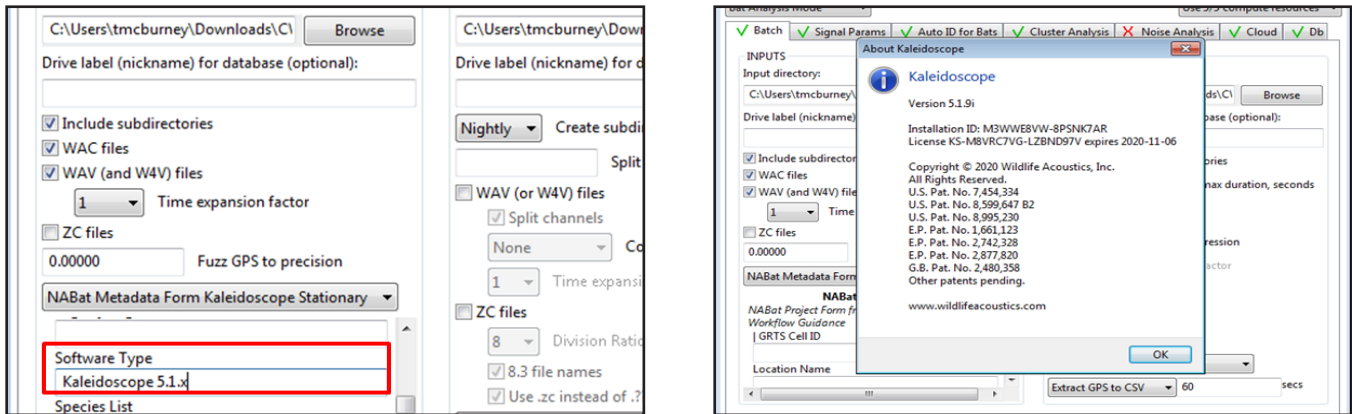 C:\Users\tmcburney\Downloads\C\
Browse
Drive label (nickname) for database (optional):
Include subdirectories
WAC files
WAV (and W4V) files
1
Time expansion factor
ZC files
0.00000
Fuzz GPS to precision
NABat Metadata Form Kaleidoscope Stationary
Software Type
Kaleidoscope 5.1.x
Species List
C:\Users\tmcburney\Dow
Drive label (nickname) for d
Nightly
Create subdi
Split
WAV (or W4V) files
Split channels
None
Co
1
Time expansi
ZC files
8
Division Ratio
8.3 file names
Use .zc instead of .?
Bat Analysis Mode
Use 5/5 compute resources
Batch
Signal Params
Auto ID for Bats
Cluster Analysis
Noise Analysis
Cloud
Db
INPUTS
Input directory:
C:\Users\tmcburney\
Drive label (nickname)
Include subdirector
WAC files
WAV (and W4V) file
1
Time
ZC files
0.00000
NABat Metadata Form
NABat
NABat Project Form fr
Workflow Guidance
| GRTS Cell ID
Location Name
About Kaleidoscope
Kaleidoscope
Version 5.1.9i
Installation ID: M3WWE8VW-8PSNK7AR
License KS-M8VRC7VG-LZBND97V expires 2020-11-06
Copyright © 2020 Wildlife Acoustics, Inc.
All Rights Reserved.
U.S. Pat. No. 7,454,334
U.S. Pat. No. 8,599,647 B2
U.S. Pat. No. 8,995,230
E.P. Pat. No. 1,661,123
E.P. Pat. No. 2,742,328
E.P. Pat. No. 2,877,820
G.B. Pat. No. 2,480,358
Other patents pending.
www.wildlifeacoustics.com
OK
ds\C\
Browse
base (optional):
ories
max duration, seconds
ression
actor
Extract GPS to CSV
60
secs